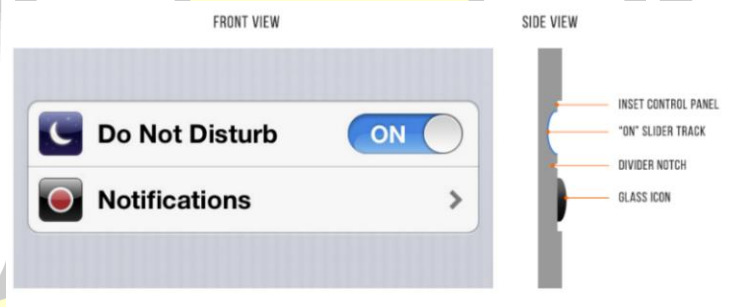 FRONT VIEW
SIDE VIEW
Do Not Disturb
ON
Notifications
INSET CONTROL PANEL
"ON" SLIDER TRACK
DIVIDER NOTCH
GLASS ICON